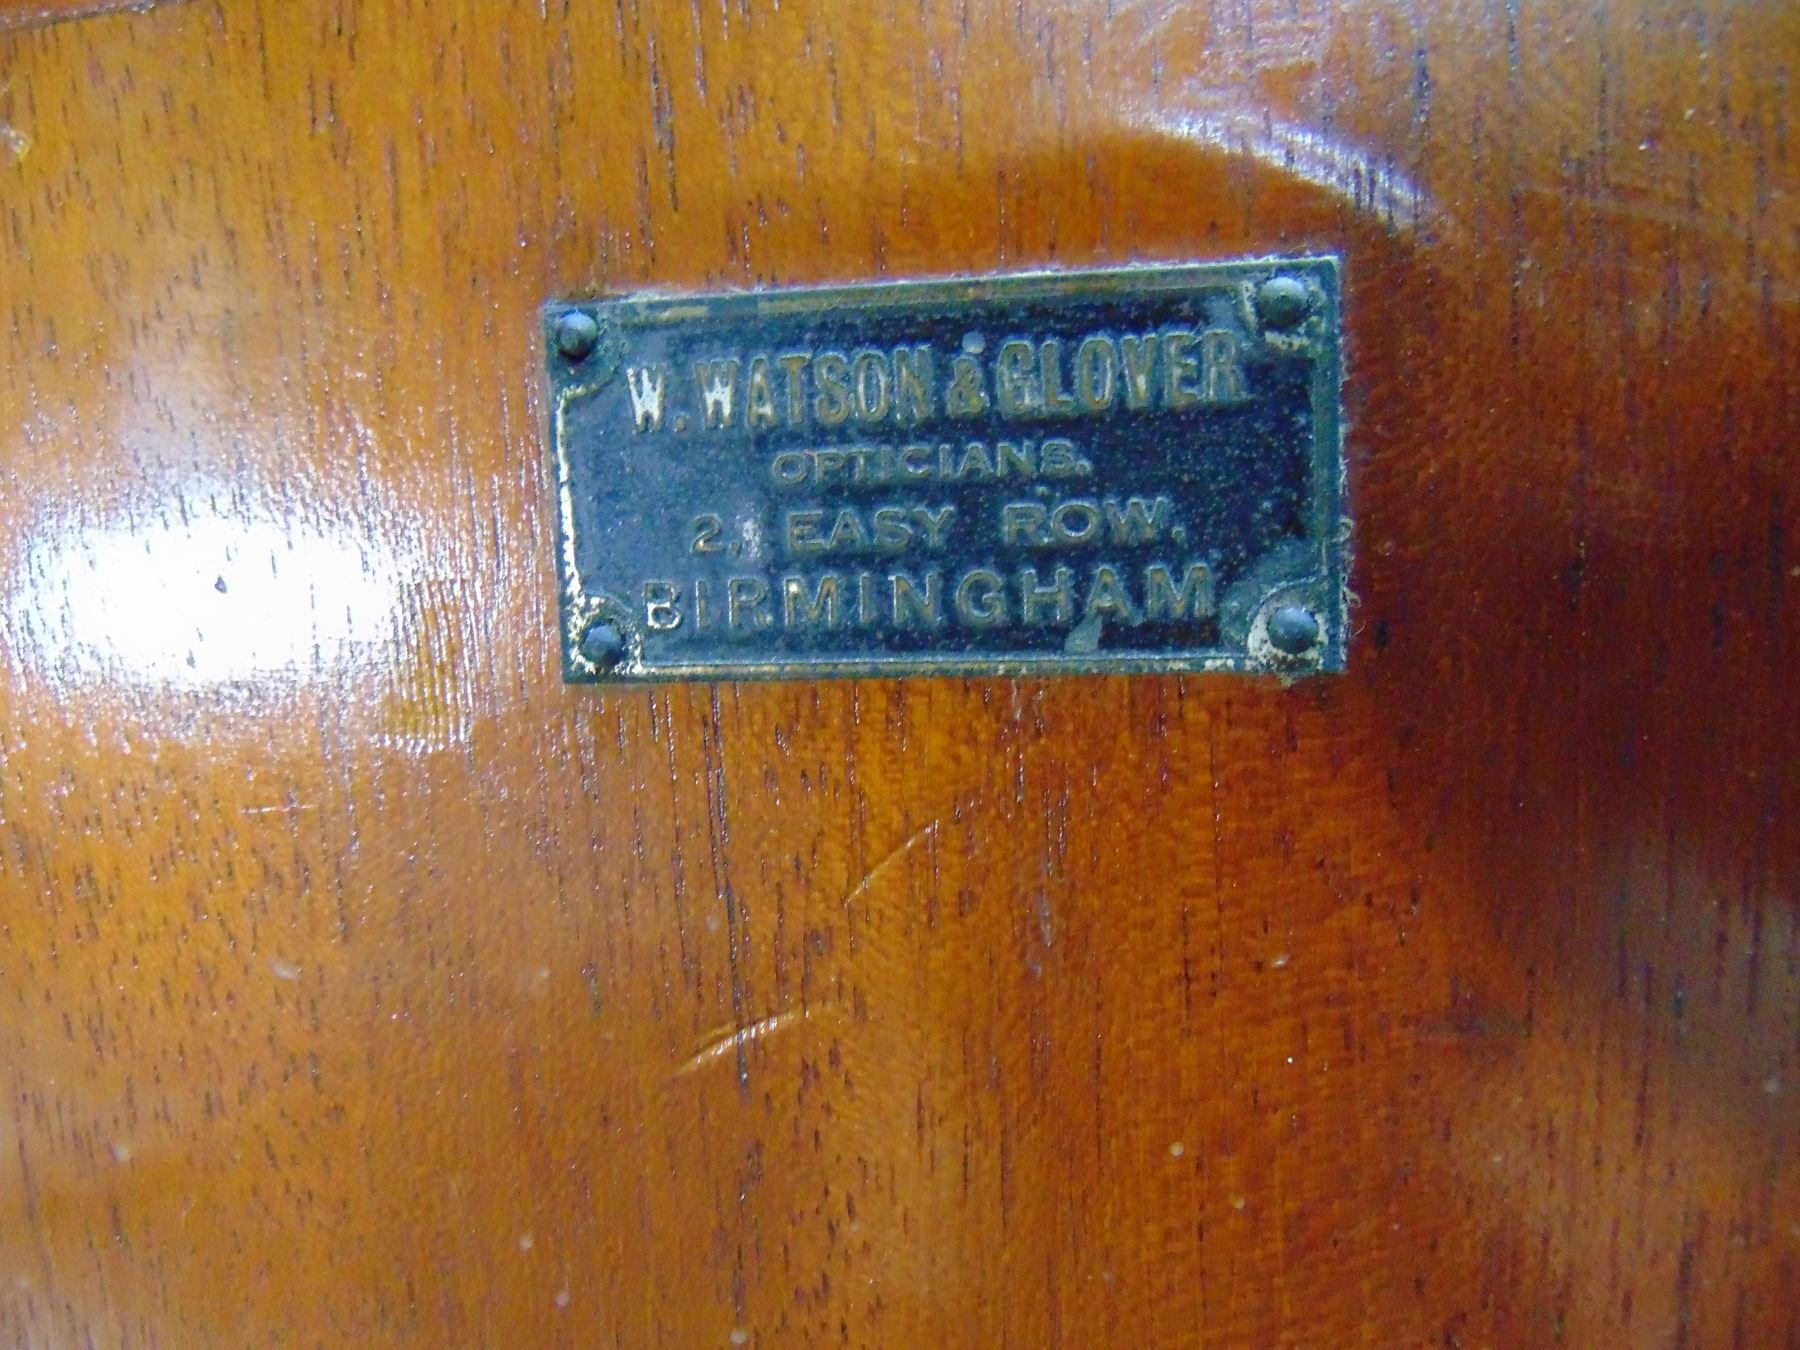 W. WATSON & GLOVER
OPTICIANS.
2, EASY ROW,
BIRMINGHAM